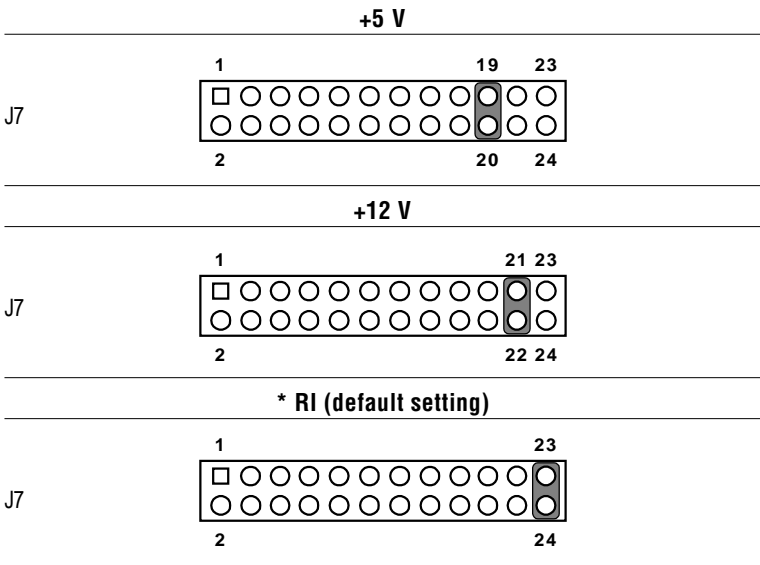 +5 V
1 19 23
J7
2 20 24
+12 V
1 21 23
J7
2 22 24
* RI (default setting)
1 23
J7
2 24